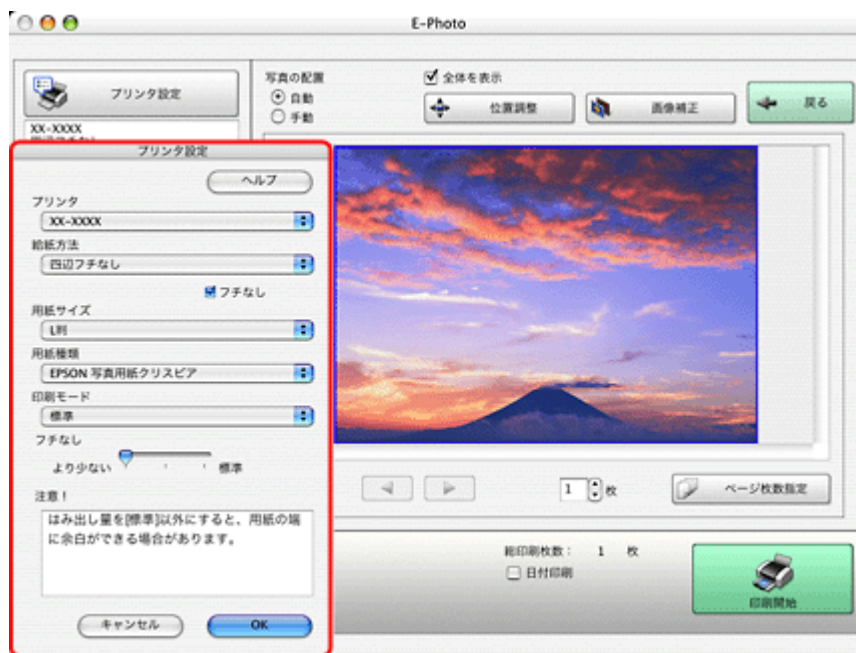 E-Photo
プリンタ設定
XX-XXXX
写真の配置
自動
手動
全体を表示
位置調整
画像補正
戻る
プリンタ設定
ヘルプ
プリンタ
XX-XXXX
給紙方法
四辺フチなし
フチなし
用紙サイズ
L判
用紙種類
EPSON 写真用紙クリスピア
印刷モード
標準
フチなし
より少ない
標準
注意！
はみ出し量を[標準]以外にすると、用紙の端
に余白ができる場合があります。
キャンセル
OK
1 枚
ページ枚数指定
総印刷枚数： 1 枚
日付印刷
印刷開始